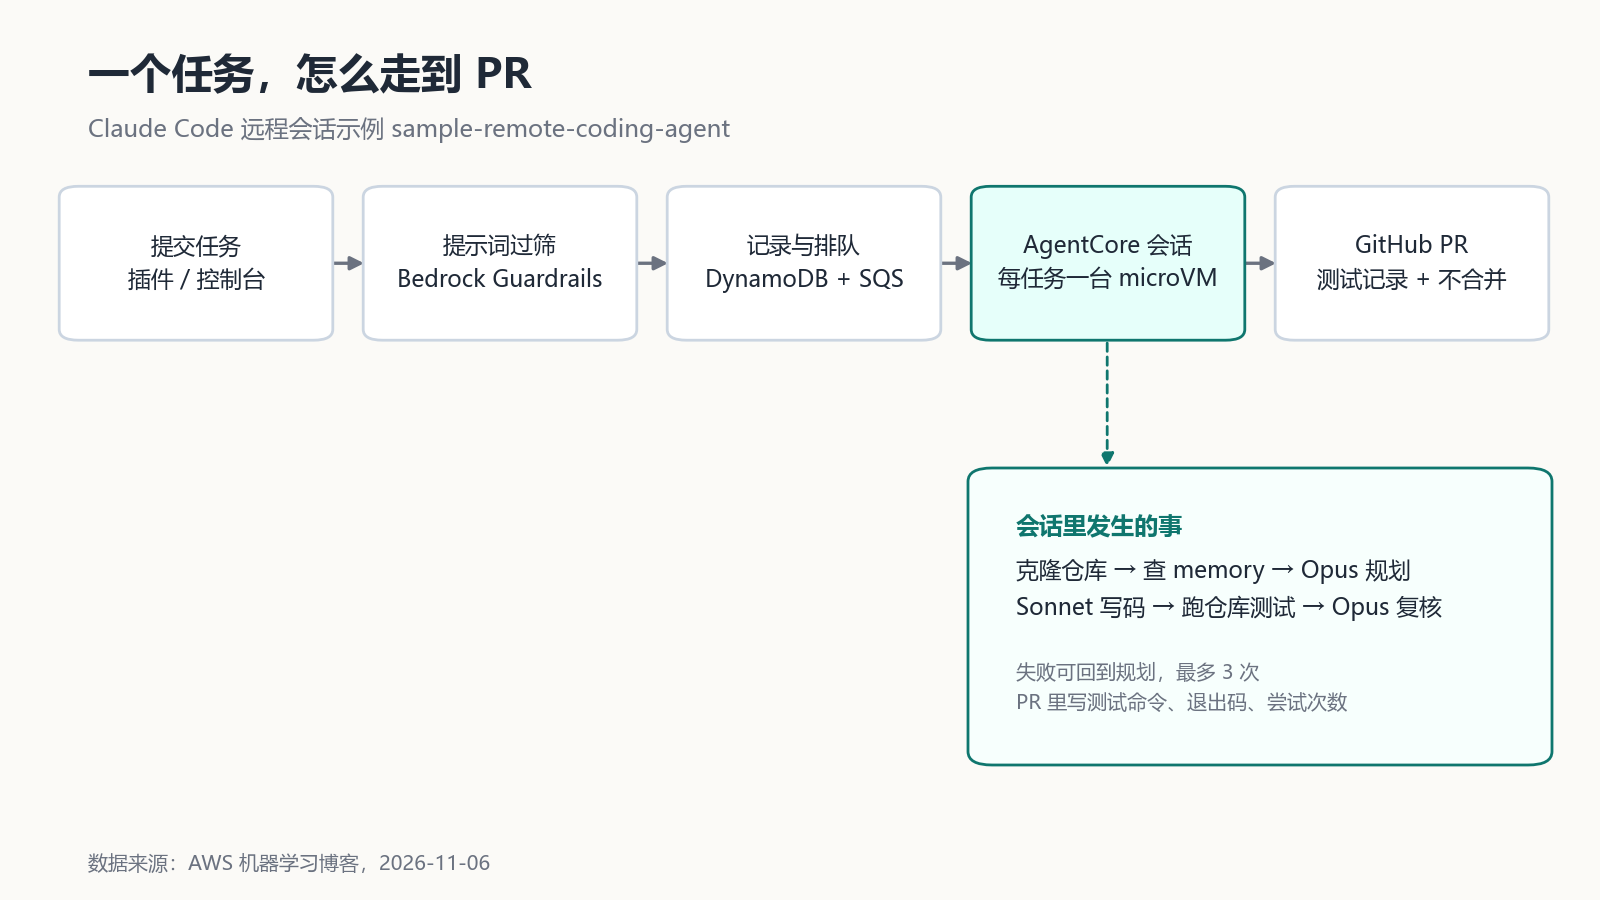 一个任务，怎么走到 PR
Claude Code 远程会话示例 sample-remote-coding-agent
提交任务
插件 / 控制台
提示词过筛
Bedrock Guardrails
记录与排队
DynamoDB + SQS
AgentCore 会话
每任务一台 microVM
GitHub PR
测试记录 + 不合并
会话里发生的事
克隆仓库 → 查 memory → Opus 规划
Sonnet 写码 → 跑仓库测试 → Opus 复核
失败可回到规划，最多 3 次
PR 里写测试命令、退出码、尝试次数
数据来源：AWS 机器学习博客，2026-11-06